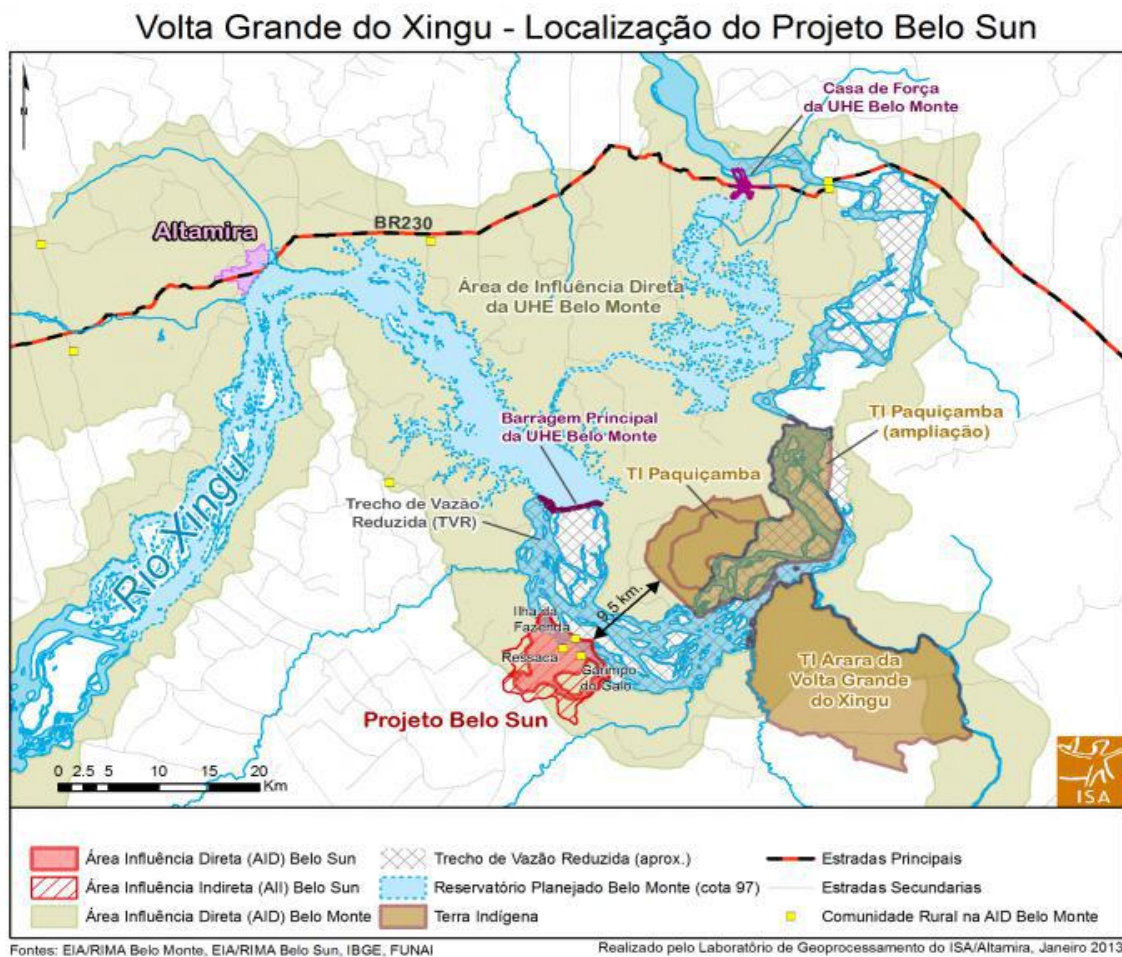 Volta Grande do Xingu - Localização do Projeto Belo Sun
N
Casa de Força
da UHE Belo Monte
BR230
Altamira
Área de Influência Direta
da UHE Belo Monte
TI Paquiçamba
(ampliação)
Barragem Principal
da UHE Belo Monte
TI Paquiçamba
Trecho de Vazão
Reduzida (TVR)
Rio Xingu
9,5 km.
Ilha da
Fazenda
Ressaca
Garimpo
do Galo
TI Arara da
Volta Grande
do Xingu
Projeto Belo Sun
0 2.5 5 10 15 20
Km
ISA
Área Influência Direta (AID) Belo Sun
Trecho de Vazão Reduzida (aprox.)
Estradas Principais
Área Influência Indireta (AII) Belo Sun
Reservatório Planejado Belo Monte (cota 97)
Estradas Secundarias
Área Influência Direta (AID) Belo Monte
Terra Indígena
Comunidade Rural na AID Belo Monte
Fontes: EIA/RIMA Belo Monte, EIA/RIMA Belo Sun, IBGE, FUNAI
Realizado pelo Laboratório de Geoprocessamento do ISA/Altamira, Janeiro 2013